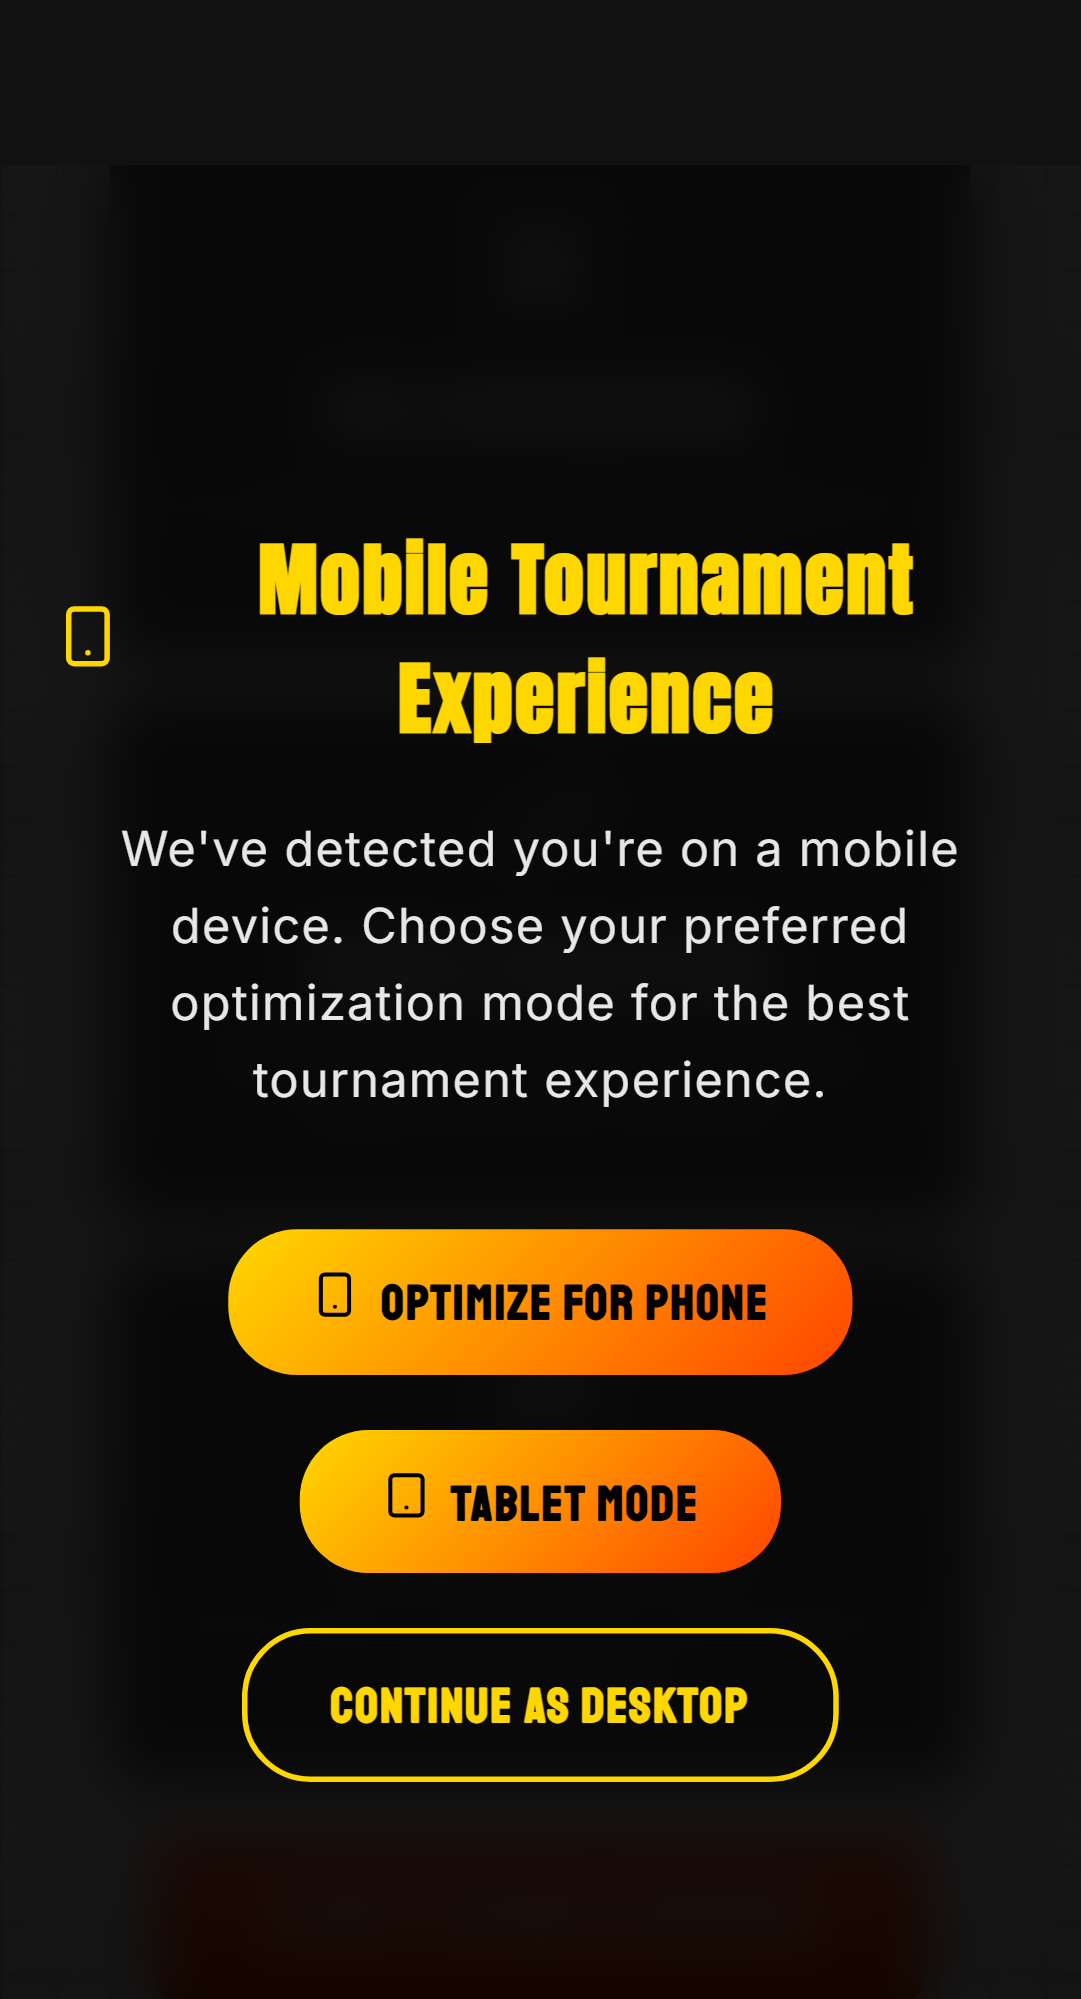 Mobile Tournament
Experience
We've detected you're on a mobile
device. Choose your preferred
optimization mode for the best
tournament experience.
OPTIMIZE FOR PHONE
TABLET MODE
CONTINUE AS DESKTOP